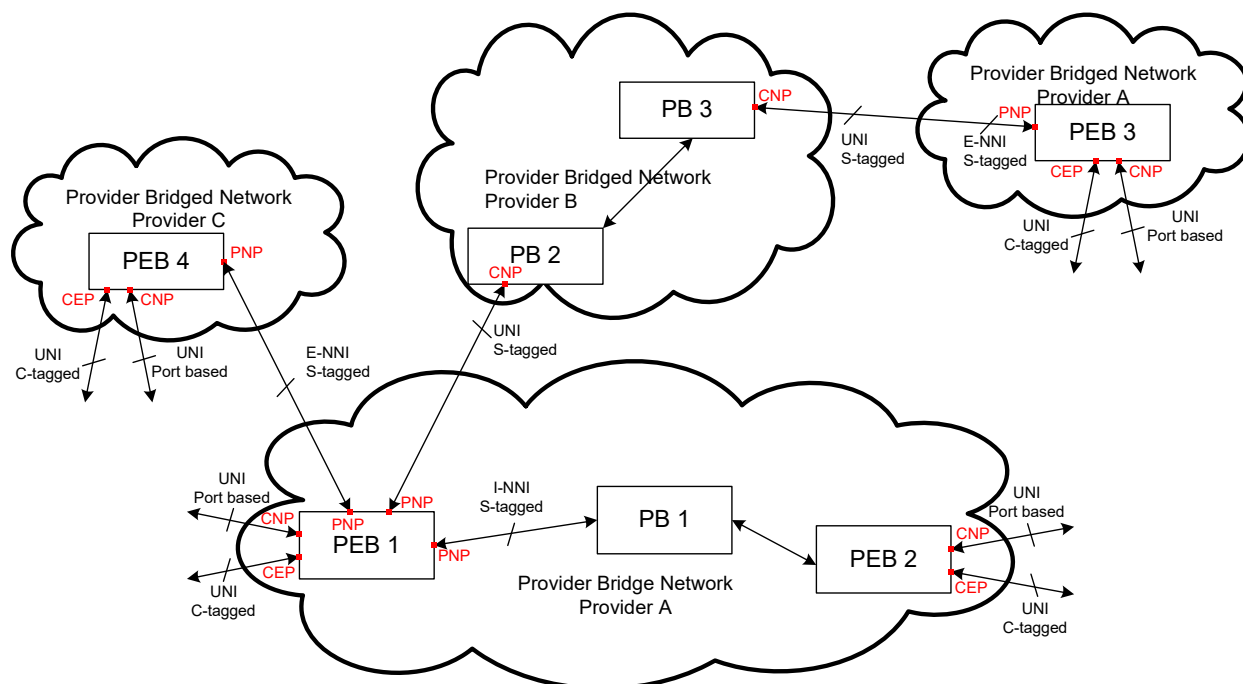 Provider Bridged Network
Provider C
PEB 4
PNP
CEP
CNP
UNI
C-tagged
UNI
Port based
E-NNI
S-tagged
PB 3
CNP
Provider Bridged Network
Provider B
PB 2
CNP
UNI
S-tagged
UNI
S-tagged
Provider Bridged Network
Provider A
E-NNI
S-tagged
PNP
PEB 3
CEP
CNP
UNI
C-tagged
UNI
Port based
UNI
Port based
CNP
CEP
UNI
C-tagged
PNP
PNP
PEB 1
PNP
I-NNI
S-tagged
PB 1
Provider Bridge Network
Provider A
PEB 2
CNP
CEP
UNI
Port based
UNI
C-tagged